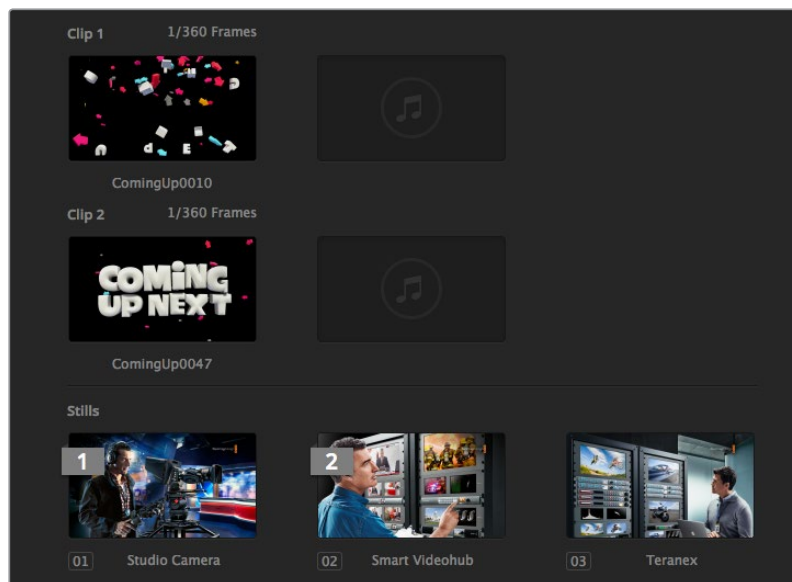 Clip 1 1/360 Frames
ComingUp0010
Clip 2 1/360 Frames
COMING
UP NEXT
ComingUp0047
Stills
1 2
01 Studio Camera 02 Smart Videohub 03 Teranex